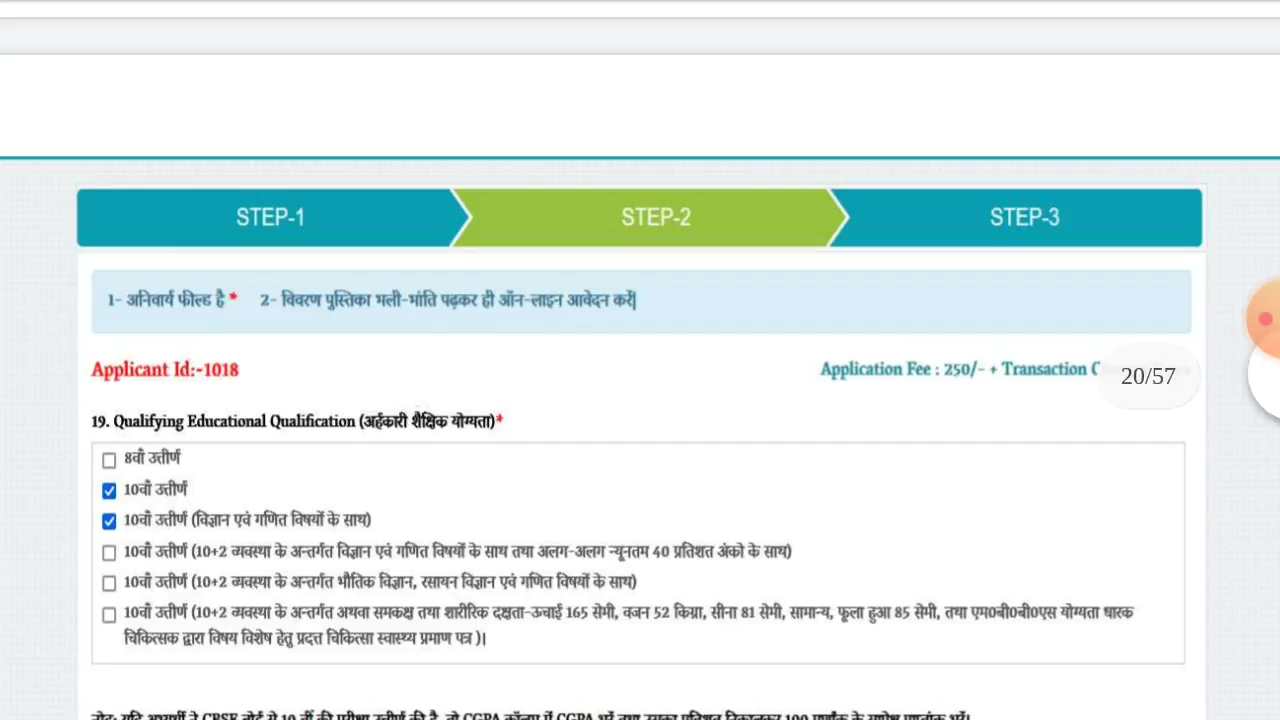 STEP-1 STEP-2 STEP-3
1- अनिवार्य फील्ड है * 2- विवरण पुस्तिका भली-भांति पढ़कर ही ऑन-लाइन आवेदन करें|
Applicant Id:-1018 Application Fee : 250/- + Transaction
20/57
19. Qualifying Educational Qualification (अर्हकारी शैक्षिक योग्यता)*
8वीं उत्तीर्ण
10वीं उत्तीर्ण
10वीं उत्तीर्ण (विज्ञान एवं गणित विषयों के साथ)
10वीं उत्तीर्ण (10+2 व्यवस्था के अन्तर्गत विज्ञान एवं गणित विषयों के साथ तथा अलग-अलग न्यूनतम 40 प्रतिशत अंको के साथ)
10वीं उत्तीर्ण (10+2 व्यवस्था के अन्तर्गत भौतिक विज्ञान, रसायन विज्ञान एवं गणित विषयों के साथ)
10वीं उत्तीर्ण (10+2 व्यवस्था के अन्तर्गत अथवा समकक्ष तथा शारीरिक दक्षता-ऊचाई 165 सेमी, वजन 52 किग्रा, सीना 81 सेमी, सामान्य, फूला हुआ 85 सेमी, तथा एम0बी0बी0एस योग्यता धारक
चिकित्सक द्वारा विषय विशेष हेतु प्रदत्त चिकित्सा स्वास्थ्य प्रमाण पत्र )।